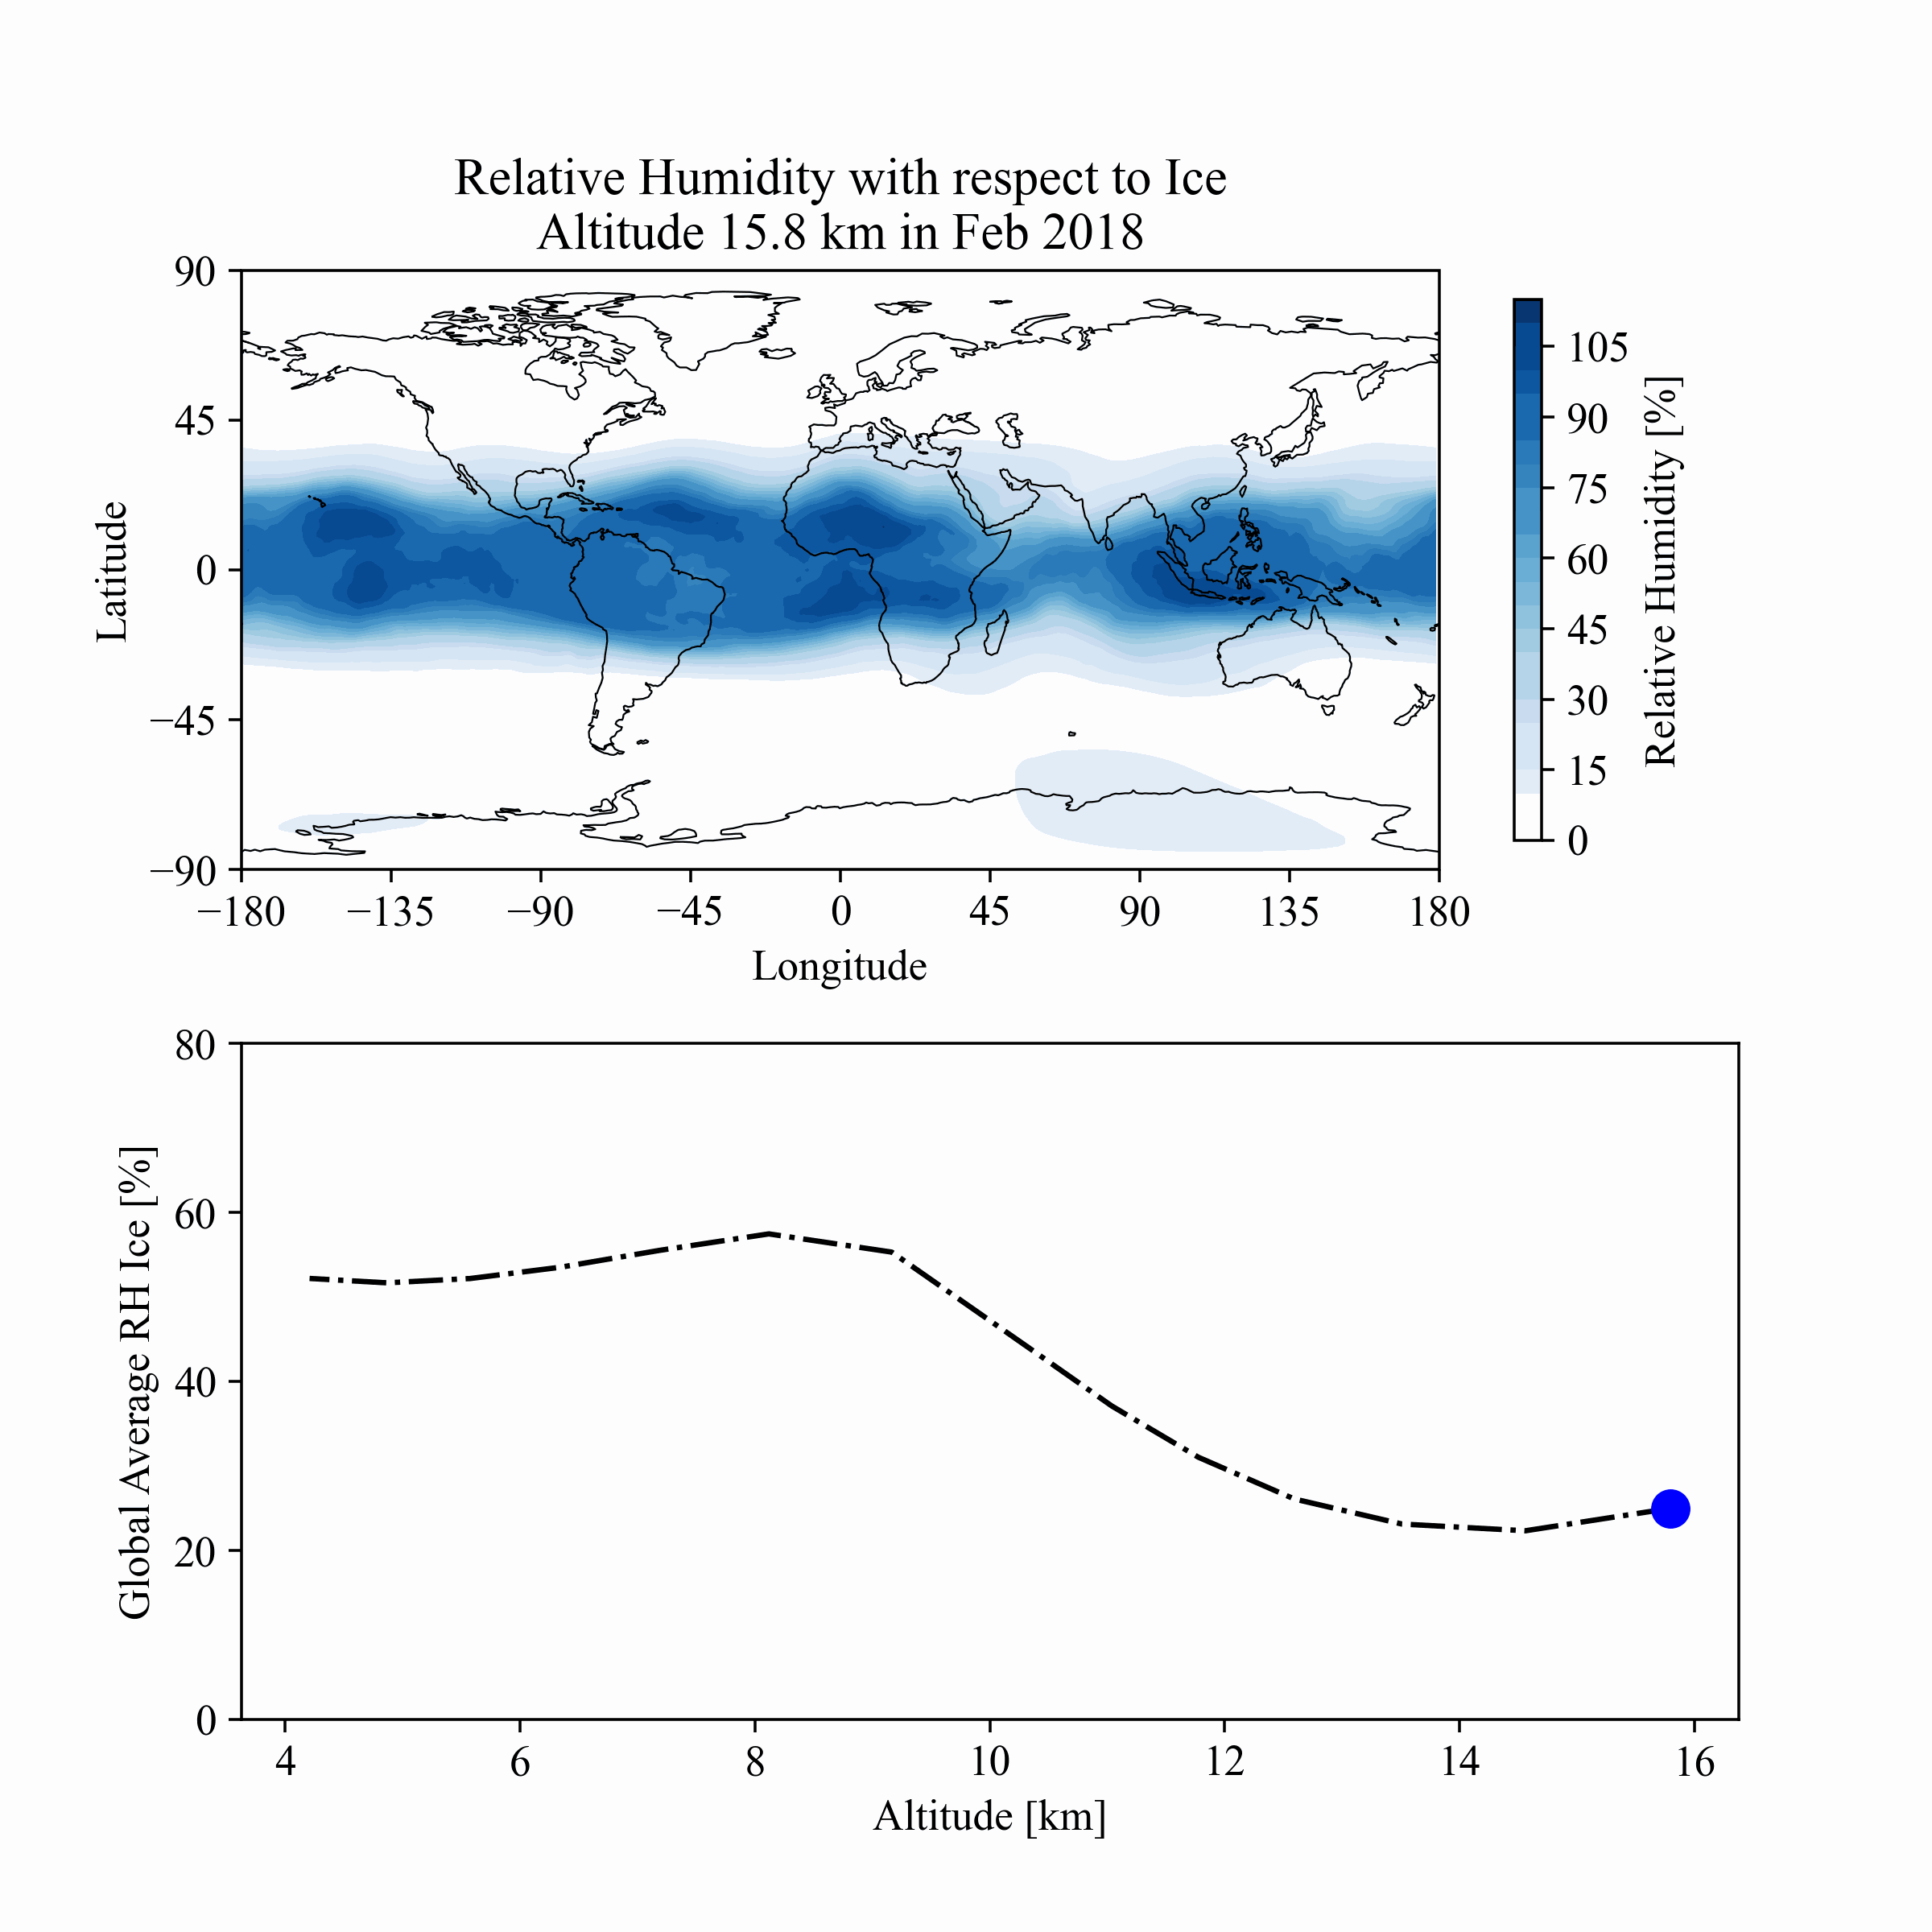 Relative Humidity with respect to Ice
Altitude 15.8 km in Feb 2018
90
45
0
−45
−90
Latitude
−180 −135 −90 −45 0 45 90 135 180
Longitude
105
90
75
60
45
30
15
0
Relative Humidity [%]
80
60
40
20
0
Global Average RH Ice [%]
4 6 8 10 12 14 16
Altitude [km]